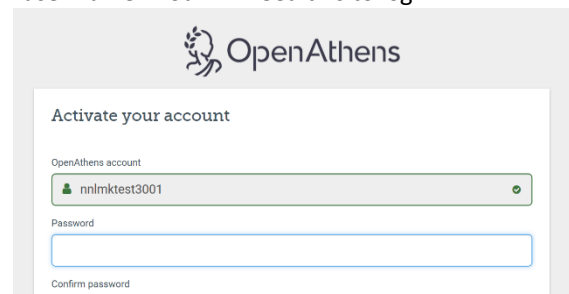 OpenAthens
Activate your account
OpenAthens account
nnlmktest3001
Password
Confirm password